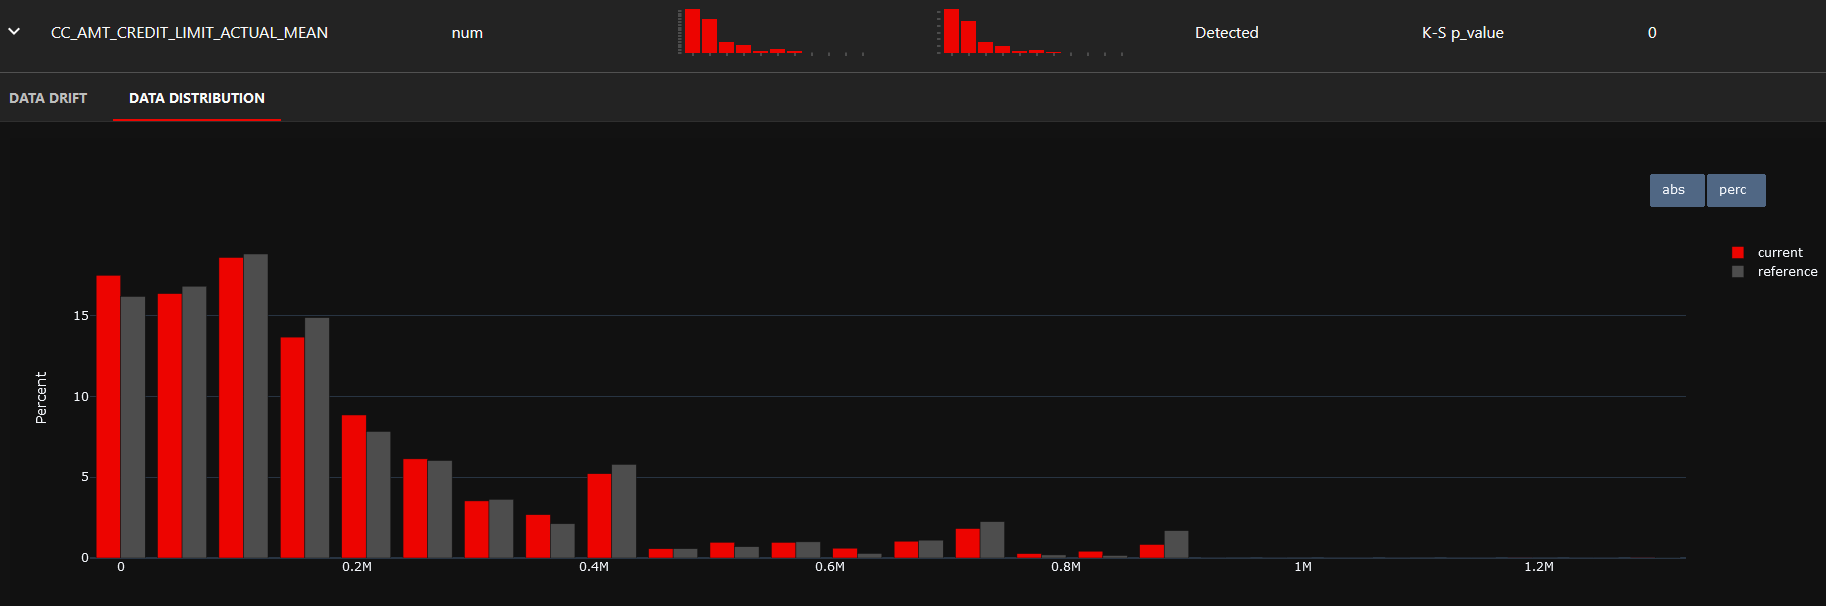 CC_AMT_CREDIT_LIMIT_ACTUAL_MEAN num Detected K-S p_value 0
DATA DRIFT DATA DISTRIBUTION
abs perc
current
reference
Percent
15
10
5
0
0 0.2M 0.4M 0.6M 0.8M 1M 1.2M